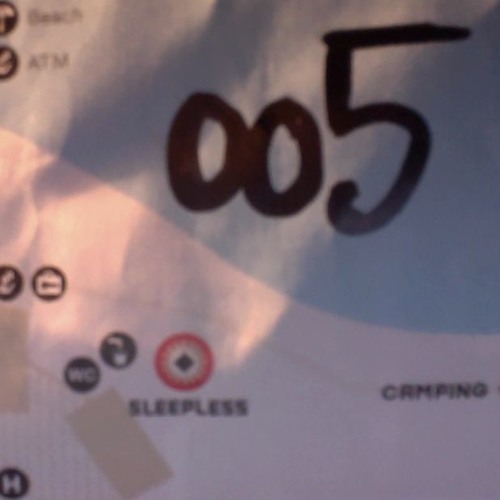 Beach
ATM
005
WC
SLEEPLESS
CAMPING
H